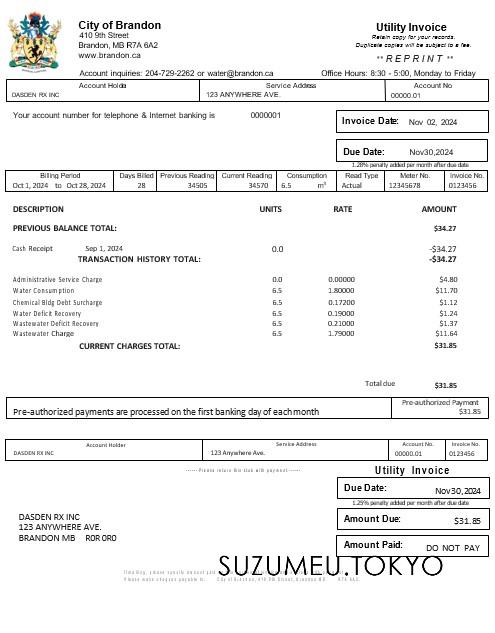 City of Brandon
410 9th Street
Brandon, MB R7A 6A2
www.brandon.ca
Utility Invoice
Retain copy for your records.
Duplicate copies will be subject to a fee.
** REPRINT **
Account inquiries: 204-729-2262 or water@brandon.ca Office Hours: 8:30 - 5:00, Monday to Friday
Account Holder Service Address Account No
DASDEN RX INC 123 ANYWHERE AVE. 00000.01
Your account number for telephone & Internet banking is 0000001
Invoice Date: Nov 02, 2024
Due Date: Nov30,2024
1.28% penalty added per month after due date
Billing Period Days Billed Previous Reading Current Reading Consumption Read Type Meter No. Invoice No.
Oct 1, 2024 to Oct 28, 2024 28 34505 34570 6.5 m³ Actual 12345678 0123456
DESCRIPTION UNITS RATE AMOUNT
PREVIOUS BALANCE TOTAL: $34.27
Cash Receipt Sep 1, 2024 0.0 -$34.27
TRANSACTION HISTORY TOTAL: -$34.27
Administrative Service Charge 0.0 0.00000 $4.80
Water Consumption 6.5 1.80000 $11.70
Chemical Bldg Debt Surcharge 6.5 0.17200 $1.12
Water Deficit Recovery 6.5 0.19000 $1.24
Wastewater Deficit Recovery 6.5 0.21000 $1.37
Wastewater Charge 6.5 1.79000 $11.64
CURRENT CHARGES TOTAL: $31.85
Total due $31.85
Pre-authorized payments are processed on the first banking day of each month
Pre-authorized Payment
$31.85
Account Holder Service Address Account No. Invoice No.
DASDEN RX INC 123 Anywhere Ave. 00000.01 0123456
------Please return this stub with payment------
Utility Invoice
Due Date: Nov30,2024
1.25% penalty added per month after due date
DASDEN RX INC
123 ANYWHERE AVE.
BRANDON MB R0R 0R0
Amount Due: $31.85
Amount Paid: DO NOT PAY
SUZUMEU.TOKYO
Please make cheques payable to: City of Brandon, 410 9th Street, Brandon MB R7A 6A2